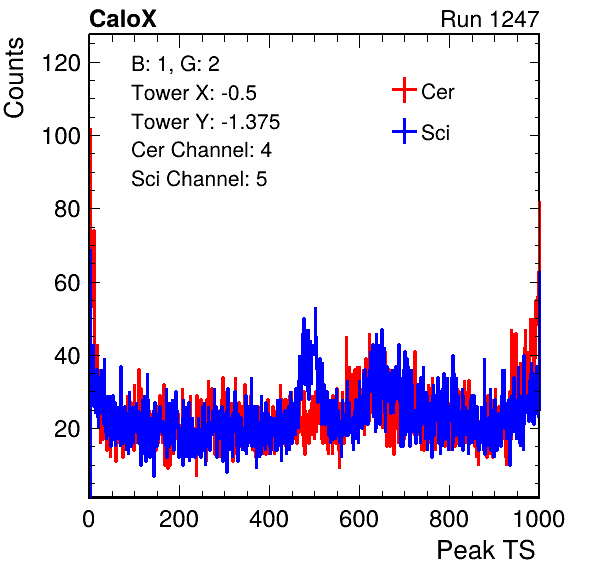 CaloX Run 1247
Counts
120
100
80
60
40
20
B: 1, G: 2
Tower X: -0.5
Tower Y: -1.375
Cer Channel: 4
Sci Channel: 5
Cer
Sci
0 200 400 600 800 1000
Peak TS